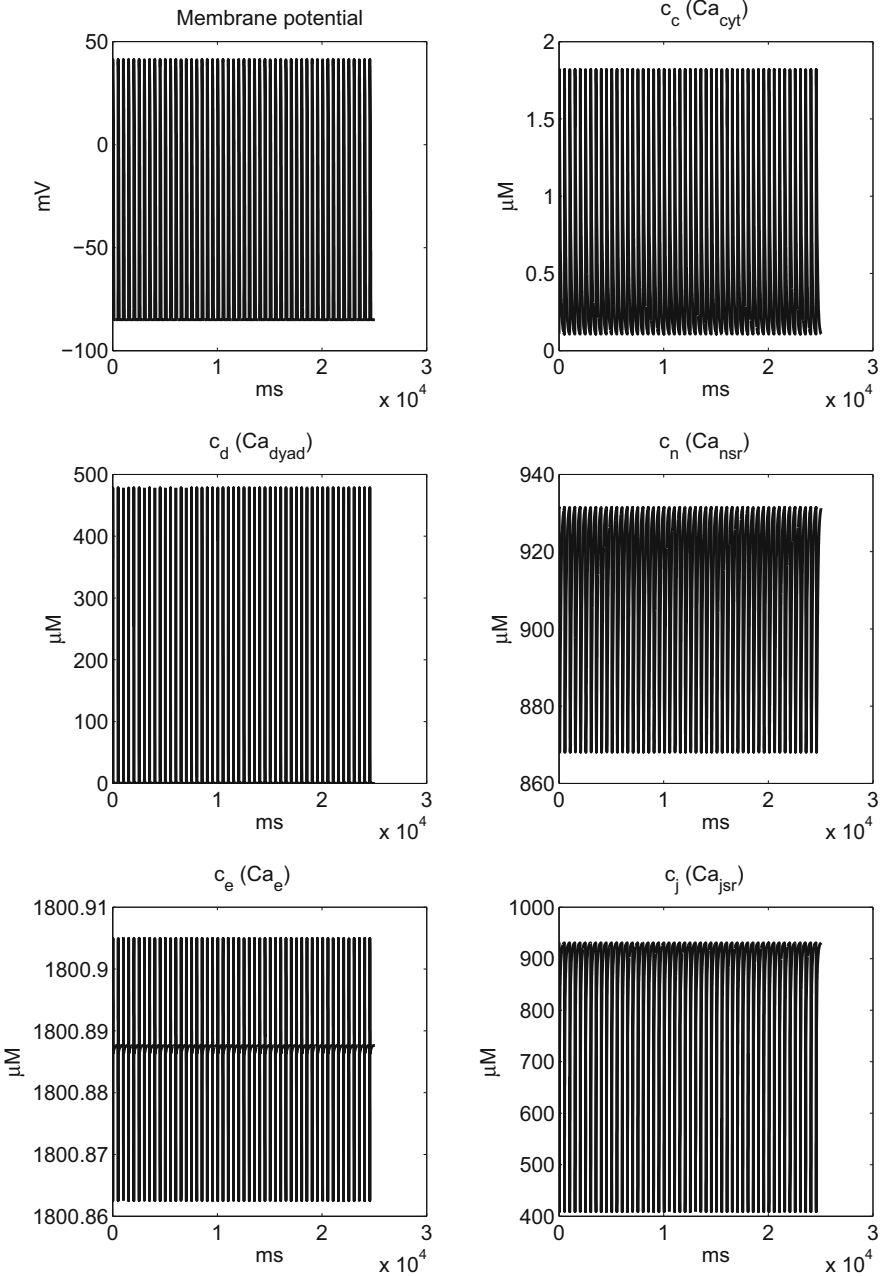 Membrane potential
50
0
−50
−100
mV
0
1
2
3
ms
x 10^4
c_c (Ca_cyt)
2
1.5
1
0.5
0
μM
0
1
2
3
ms
x 10^4
c_d (Ca_dyad)
500
400
300
200
100
0
μM
0
1
2
3
ms
x 10^4
c_n (Ca_nsr)
940
920
900
880
860
μM
0
1
2
3
ms
x 10^4
c_e (Ca_e)
1800.91
1800.9
1800.89
1800.88
1800.87
1800.86
μM
0
1
2
3
ms
x 10^4
c_j (Ca_jsr)
1000
900
800
700
600
500
400
μM
0
1
2
3
ms
x 10^4